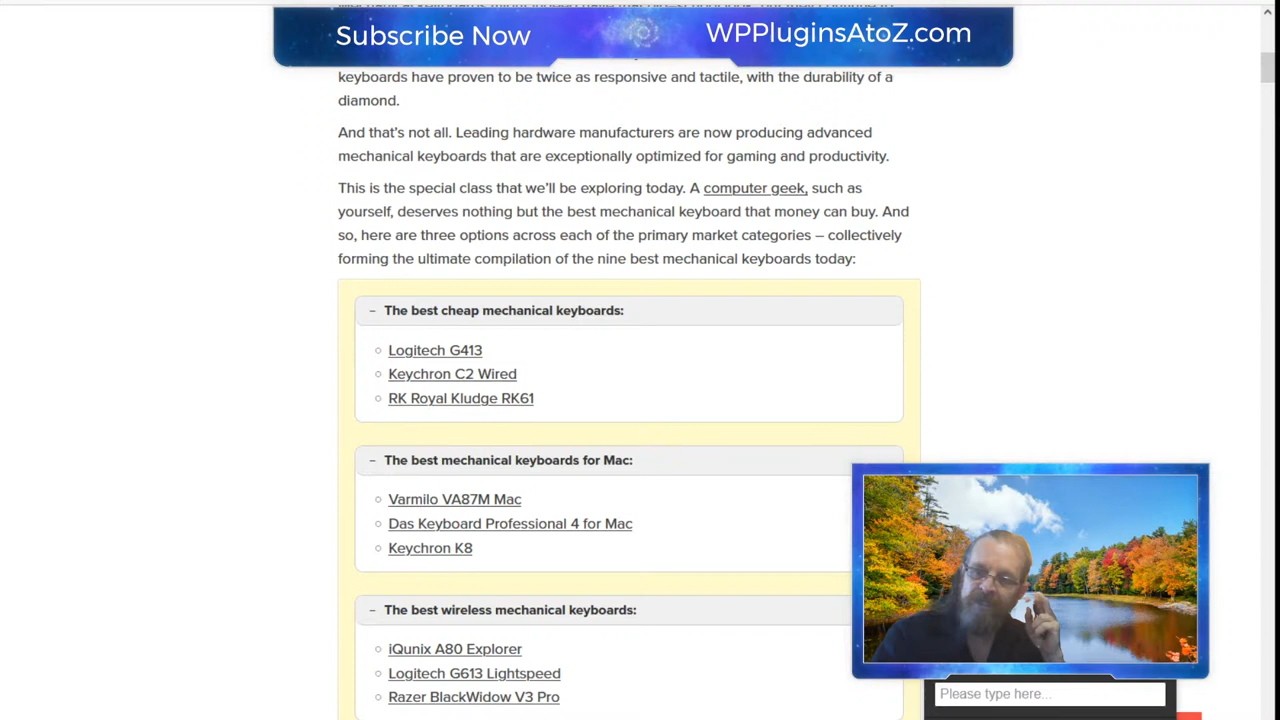 Subscribe Now
WPPluginsAtoZ.com
keyboards have proven to be twice as responsive and tactile, with the durability of a
diamond.
And that's not all. Leading hardware manufacturers are now producing advanced
mechanical keyboards that are exceptionally optimized for gaming and productivity.
This is the special class that we'll be exploring today. A computer geek, such as
yourself, deserves nothing but the best mechanical keyboard that money can buy. And
so, here are three options across each of the primary market categories – collectively
forming the ultimate compilation of the nine best mechanical keyboards today:
– The best cheap mechanical keyboards:
Logitech G413
Keychron C2 Wired
RK Royal Kludge RK61
– The best mechanical keyboards for Mac:
Varmilo VA87M Mac
Das Keyboard Professional 4 for Mac
Keychron K8
– The best wireless mechanical keyboards:
iQunix A80 Explorer
Logitech G613 Lightspeed
Razer BlackWidow V3 Pro
Please type here...